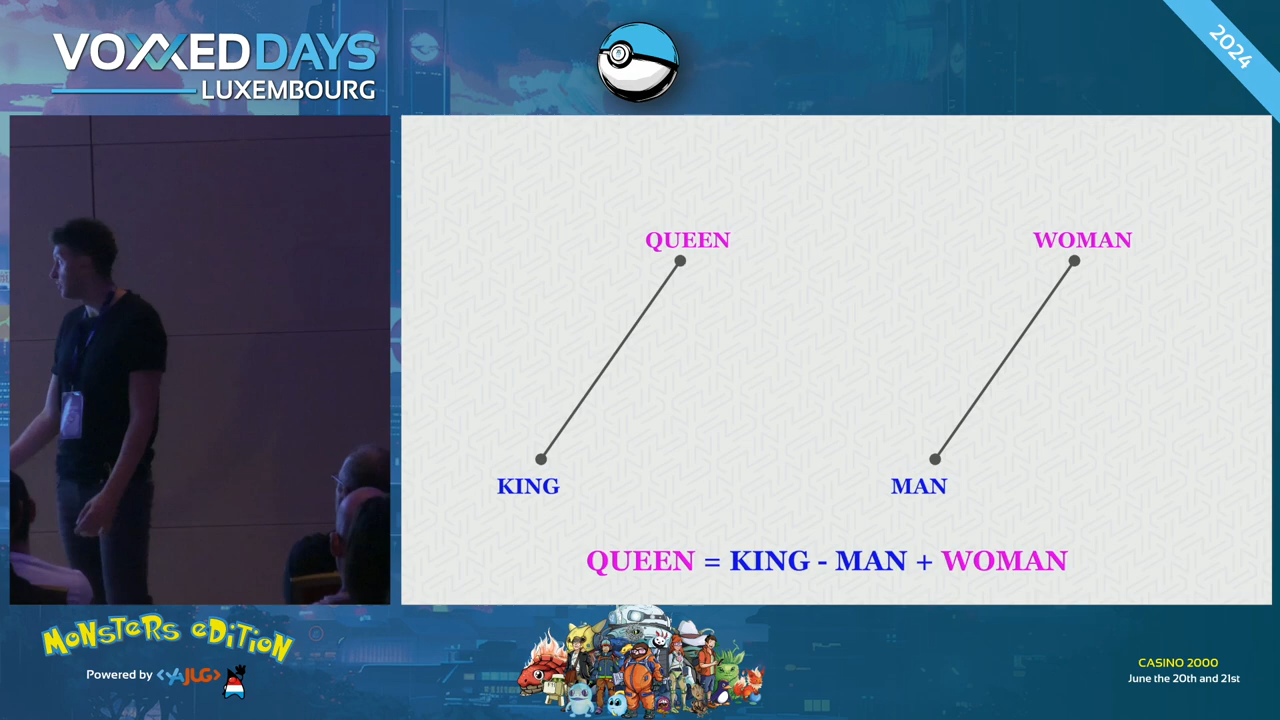 VOXXEDDAYS
LUXEMBOURG
2024
QUEEN
WOMAN
KING
MAN
QUEEN = KING - MAN + WOMAN
MONSTERS EDITION
Powered by <YAJUG>
CASINO 2000
June the 20th and 21st